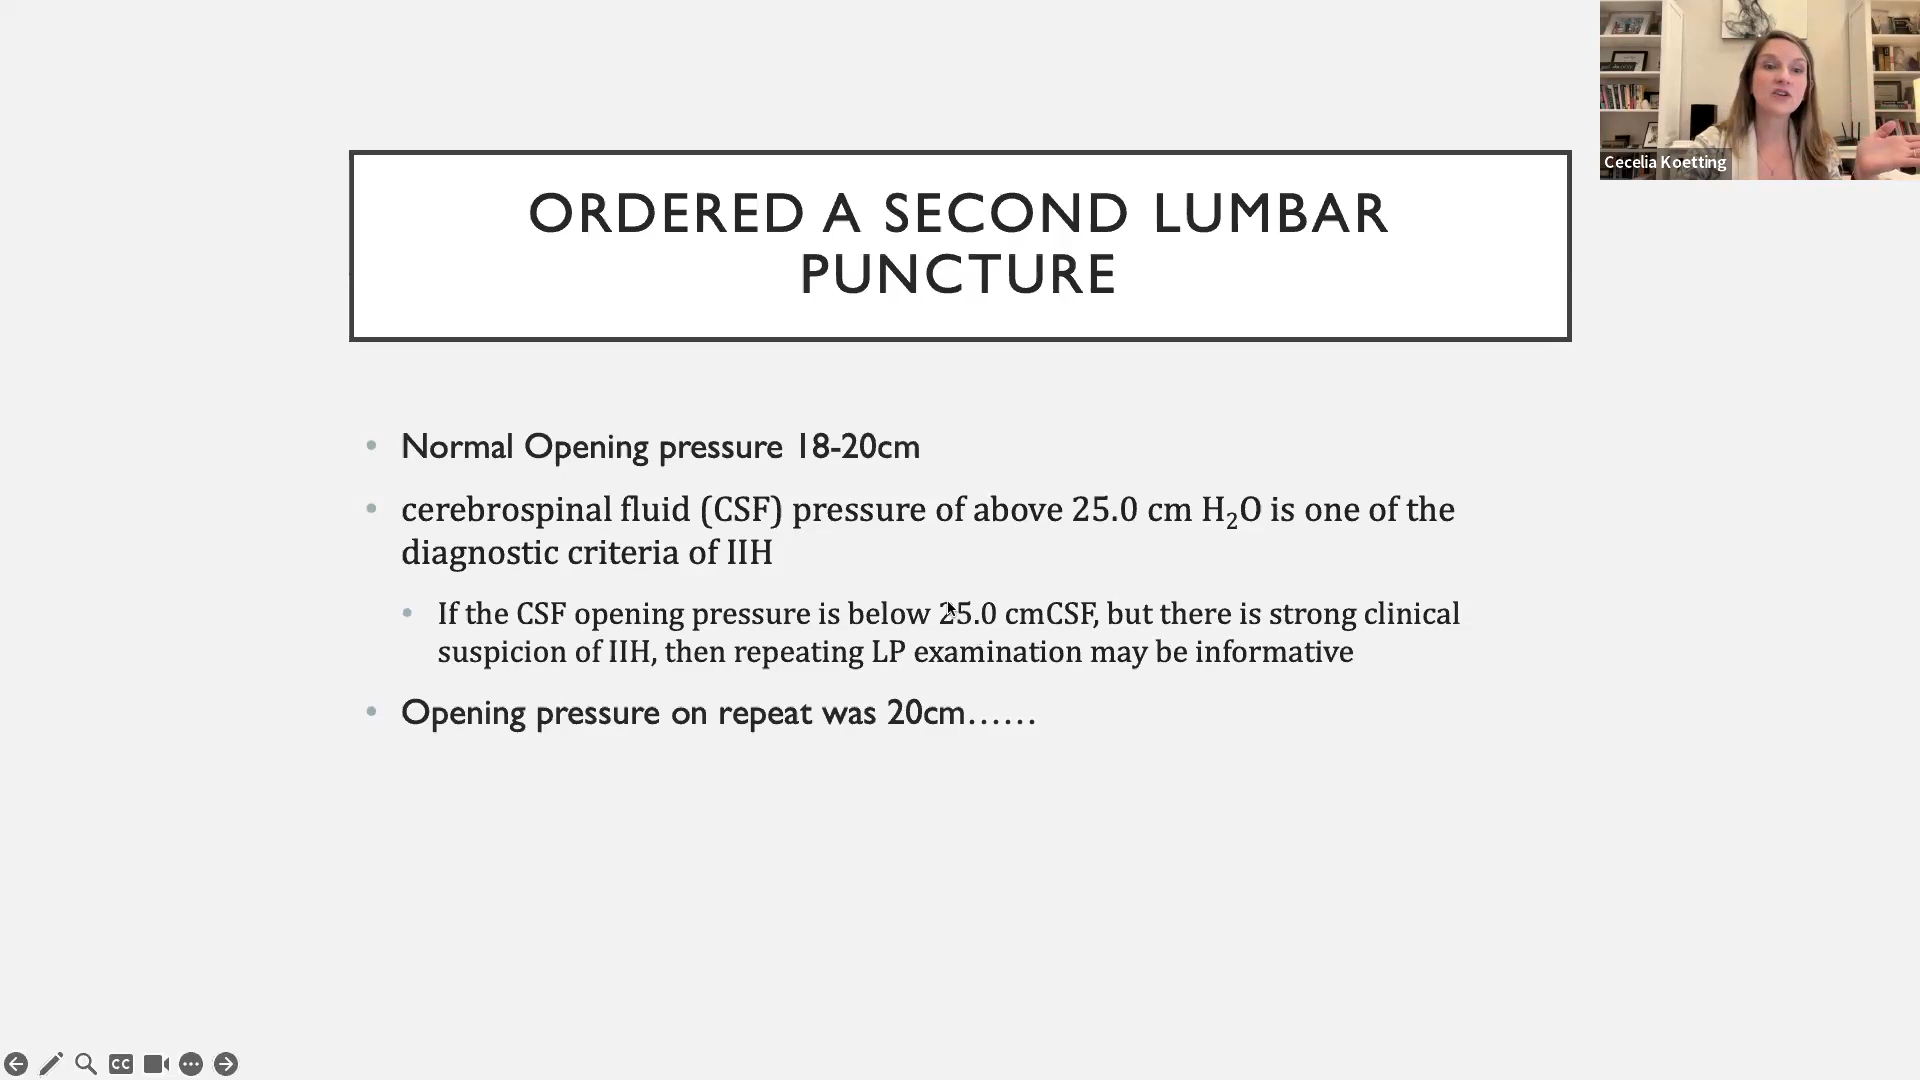 Cecelia Koetting
ORDERED A SECOND LUMBAR
PUNCTURE
• Normal Opening pressure 18-20cm
• cerebrospinal fluid (CSF) pressure of above 25.0 cm H₂O is one of the
diagnostic criteria of IIH
• If the CSF opening pressure is below 25.0 cmCSF, but there is strong clinical
suspicion of IIH, then repeating LP examination may be informative
• Opening pressure on repeat was 20cm……
CC